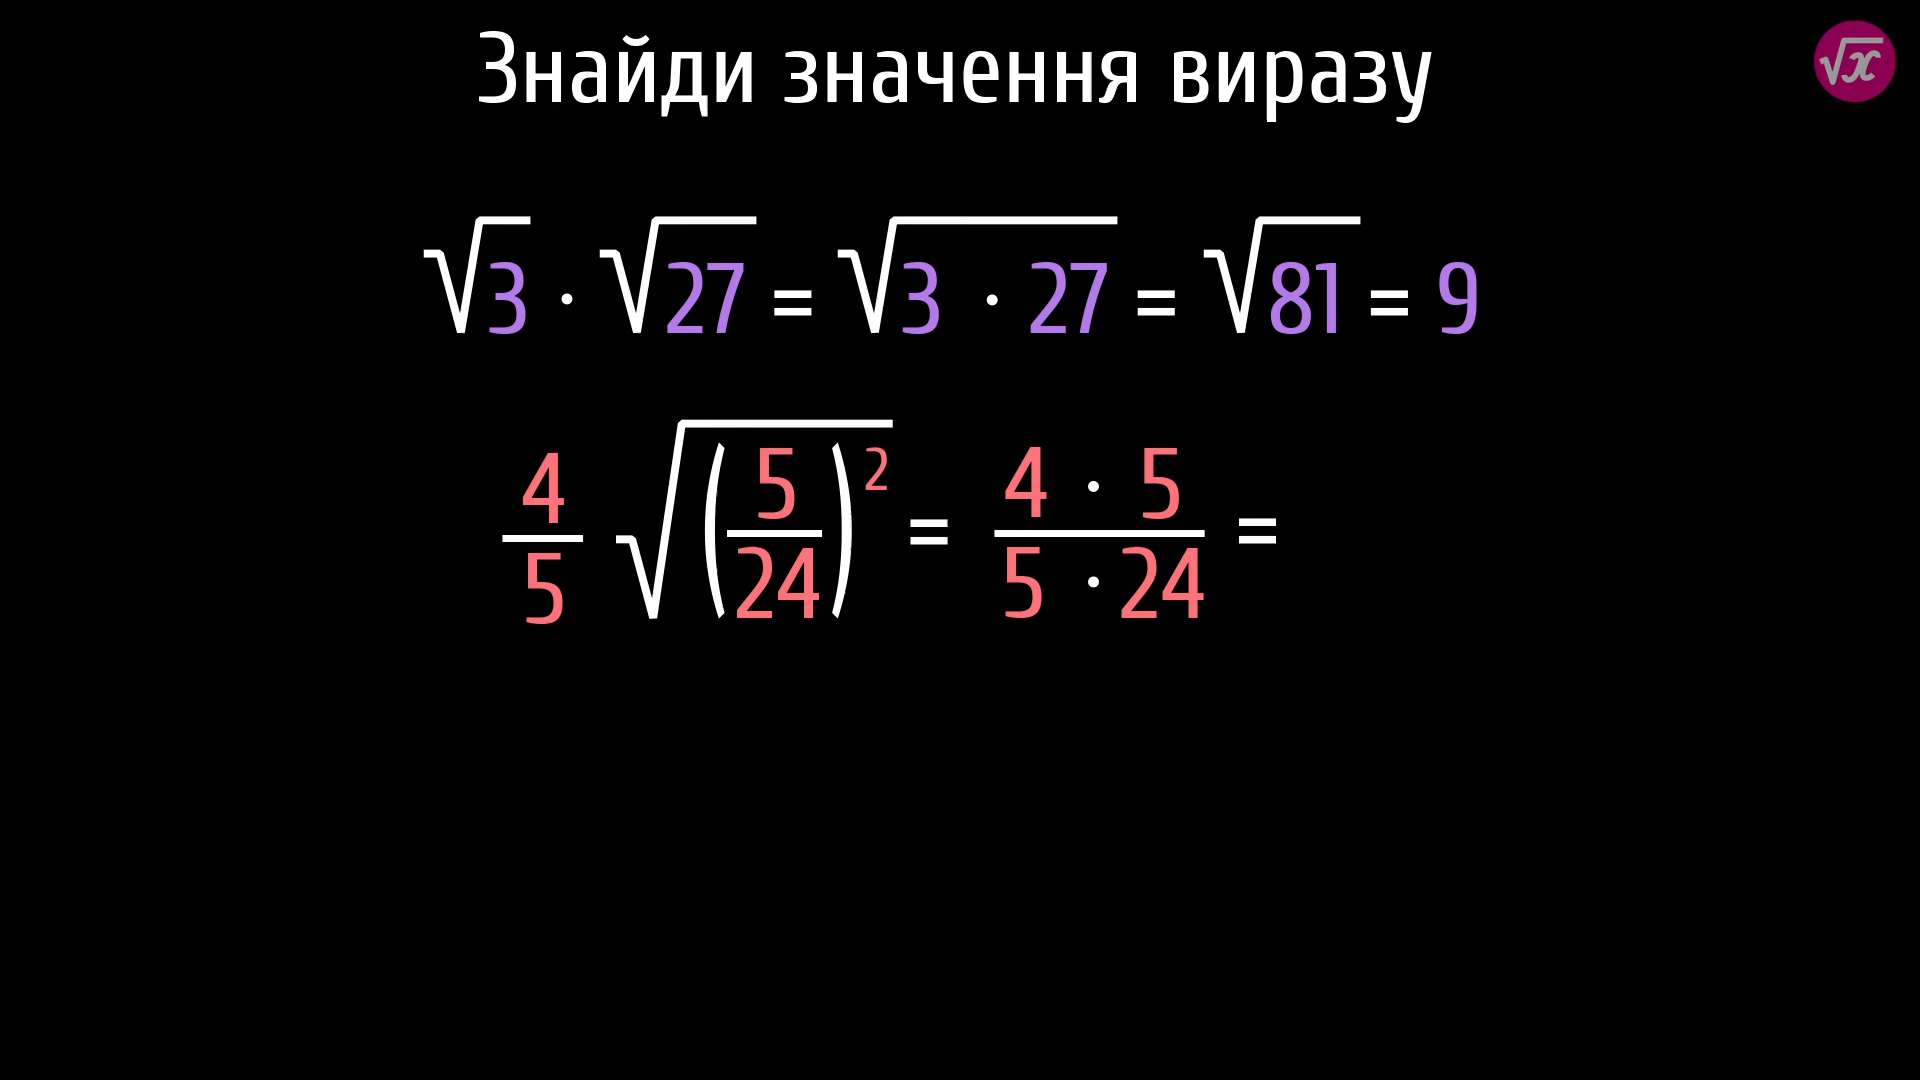 Знайди значення виразу
√x
√3 · √27 = √(3 · 27) = √81 = 9
4/5 √(5/24)² = (4 · 5)/(5 · 24) =